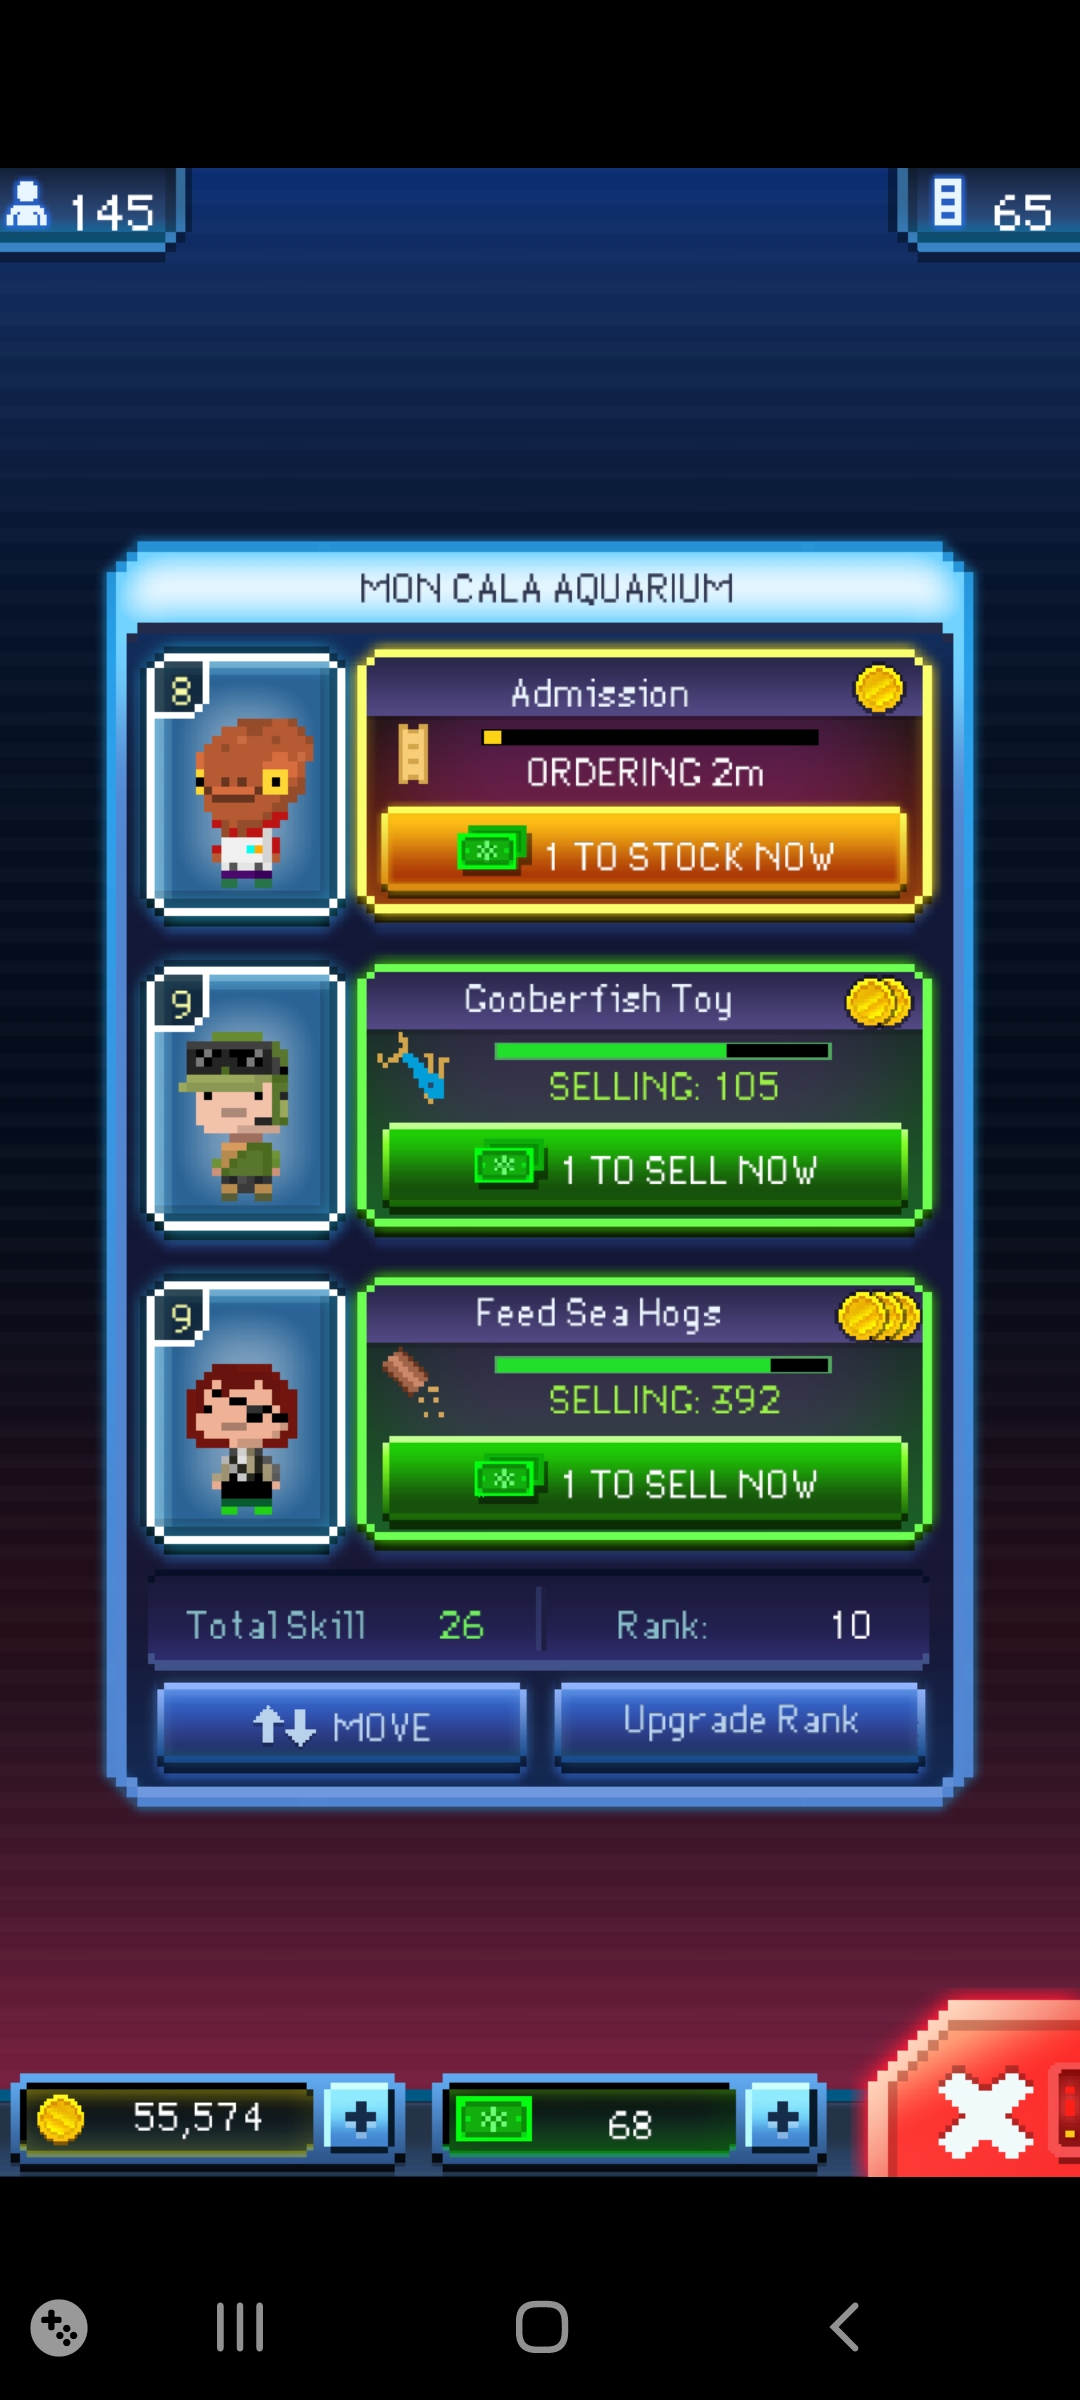 145
65
MON CALA AQUARIUM
8
Admission
ORDERING 2m
1 TO STOCK NOW
9
Gooberfish Toy
SELLING: 105
1 TO SELL NOW
9
Feed Sea Hogs
SELLING: 392
1 TO SELL NOW
Total Skill 26 Rank: 10
MOVE Upgrade Rank
55,574 68